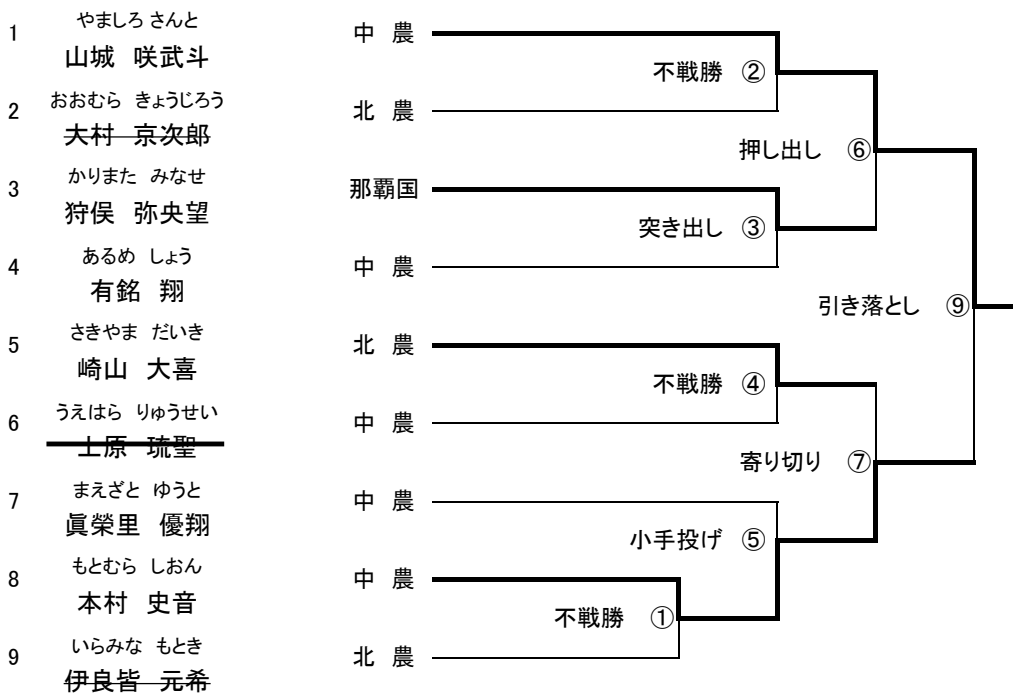 やましろ さんと
1 山城 咲武斗 中 農
不戦勝 ②
おおむら きょうじろう
2 大村 京次郎 北 農
押し出し ⑥
かりまた みなせ
3 狩俣 弥央望 那覇国
突き出し ③
あるめ しょう
4 有銘 翔 中 農
引き落とし ⑨
さきやま だいき
5 崎山 大喜 北 農
不戦勝 ④
うえはら りゅうせい
6 上原 琉聖 中 農
寄り切り ⑦
まえざと ゆうと
7 眞榮里 優翔 中 農
小手投げ ⑤
もとむら しおん
8 本村 史音 中 農
不戦勝 ①
いらみな もとき
9 伊良皆 元希 北 農